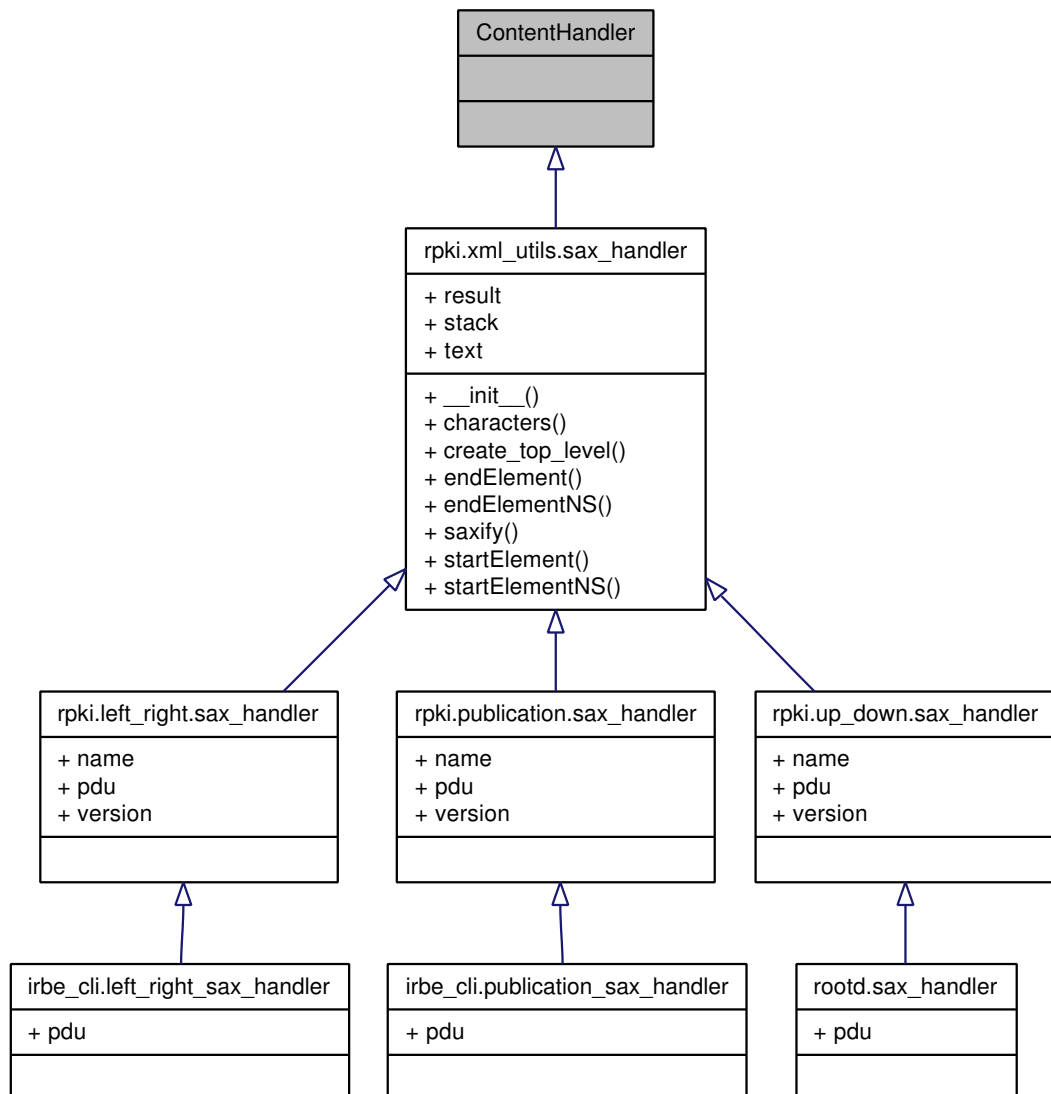 ContentHandler
rpki.xml_utils.sax_handler
+ result
+ stack
+ text
+ __init__()
+ characters()
+ create_top_level()
+ endElement()
+ endElementNS()
+ saxify()
+ startElement()
+ startElementNS()
rpki.left_right.sax_handler
+ name
+ pdu
+ version
rpki.publication.sax_handler
+ name
+ pdu
+ version
rpki.up_down.sax_handler
+ name
+ pdu
+ version
irbe_cli.left_right_sax_handler
+ pdu
irbe_cli.publication_sax_handler
+ pdu
rootd.sax_handler
+ pdu